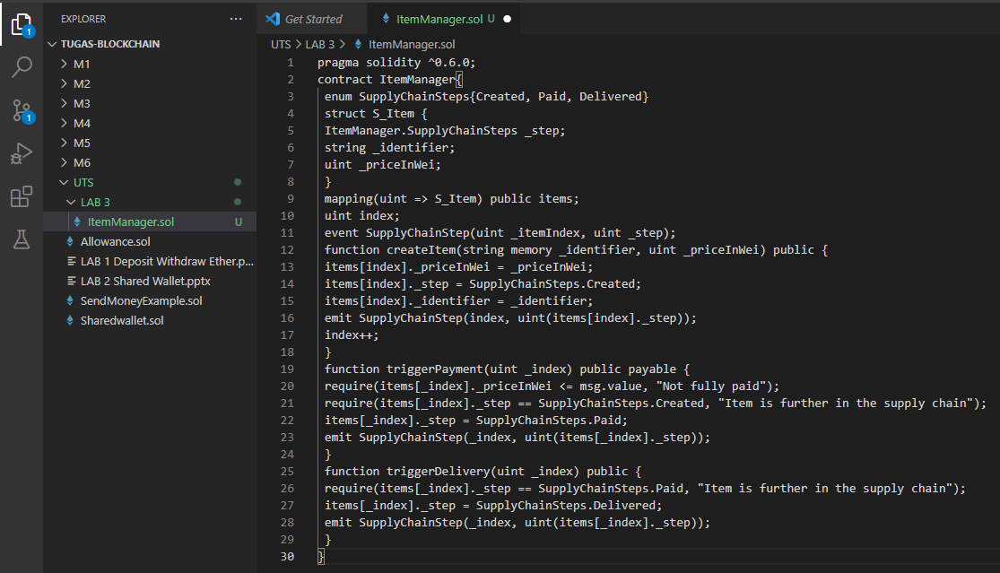 EXPLORER
···
TUGAS-BLOCKCHAIN
M1
M2
M3
M4
M5
M6
UTS
LAB 3
ItemManager.sol U
Allowance.sol
LAB 1 Deposit Withdraw Ether.p...
LAB 2 Shared Wallet.pptx
SendMoneyExample.sol
Sharedwallet.sol
1
1
Get Started
ItemManager.sol U
UTS > LAB 3 > ItemManager.sol
1 pragma solidity ^0.6.0;
2 contract ItemManager{
3 enum SupplyChainSteps{Created, Paid, Delivered}
4 struct S_Item {
5 ItemManager.SupplyChainSteps _step;
6 string _identifier;
7 uint _priceInWei;
8 }
9 mapping(uint => S_Item) public items;
10 uint index;
11 event SupplyChainStep(uint _itemIndex, uint _step);
12 function createItem(string memory _identifier, uint _priceInWei) public {
13 items[index]._priceInWei = _priceInWei;
14 items[index]._step = SupplyChainSteps.Created;
15 items[index]._identifier = _identifier;
16 emit SupplyChainStep(index, uint(items[index]._step));
17 index++;
18 }
19 function triggerPayment(uint _index) public payable {
20 require(items[_index]._priceInWei <= msg.value, "Not fully paid");
21 require(items[_index]._step == SupplyChainSteps.Created, "Item is further in the supply chain");
22 items[_index]._step = SupplyChainSteps.Paid;
23 emit SupplyChainStep(_index, uint(items[_index]._step));
24 }
25 function triggerDelivery(uint _index) public {
26 require(items[_index]._step == SupplyChainSteps.Paid, "Item is further in the supply chain");
27 items[_index]._step = SupplyChainSteps.Delivered;
28 emit SupplyChainStep(_index, uint(items[_index]._step));
29 }
30 }